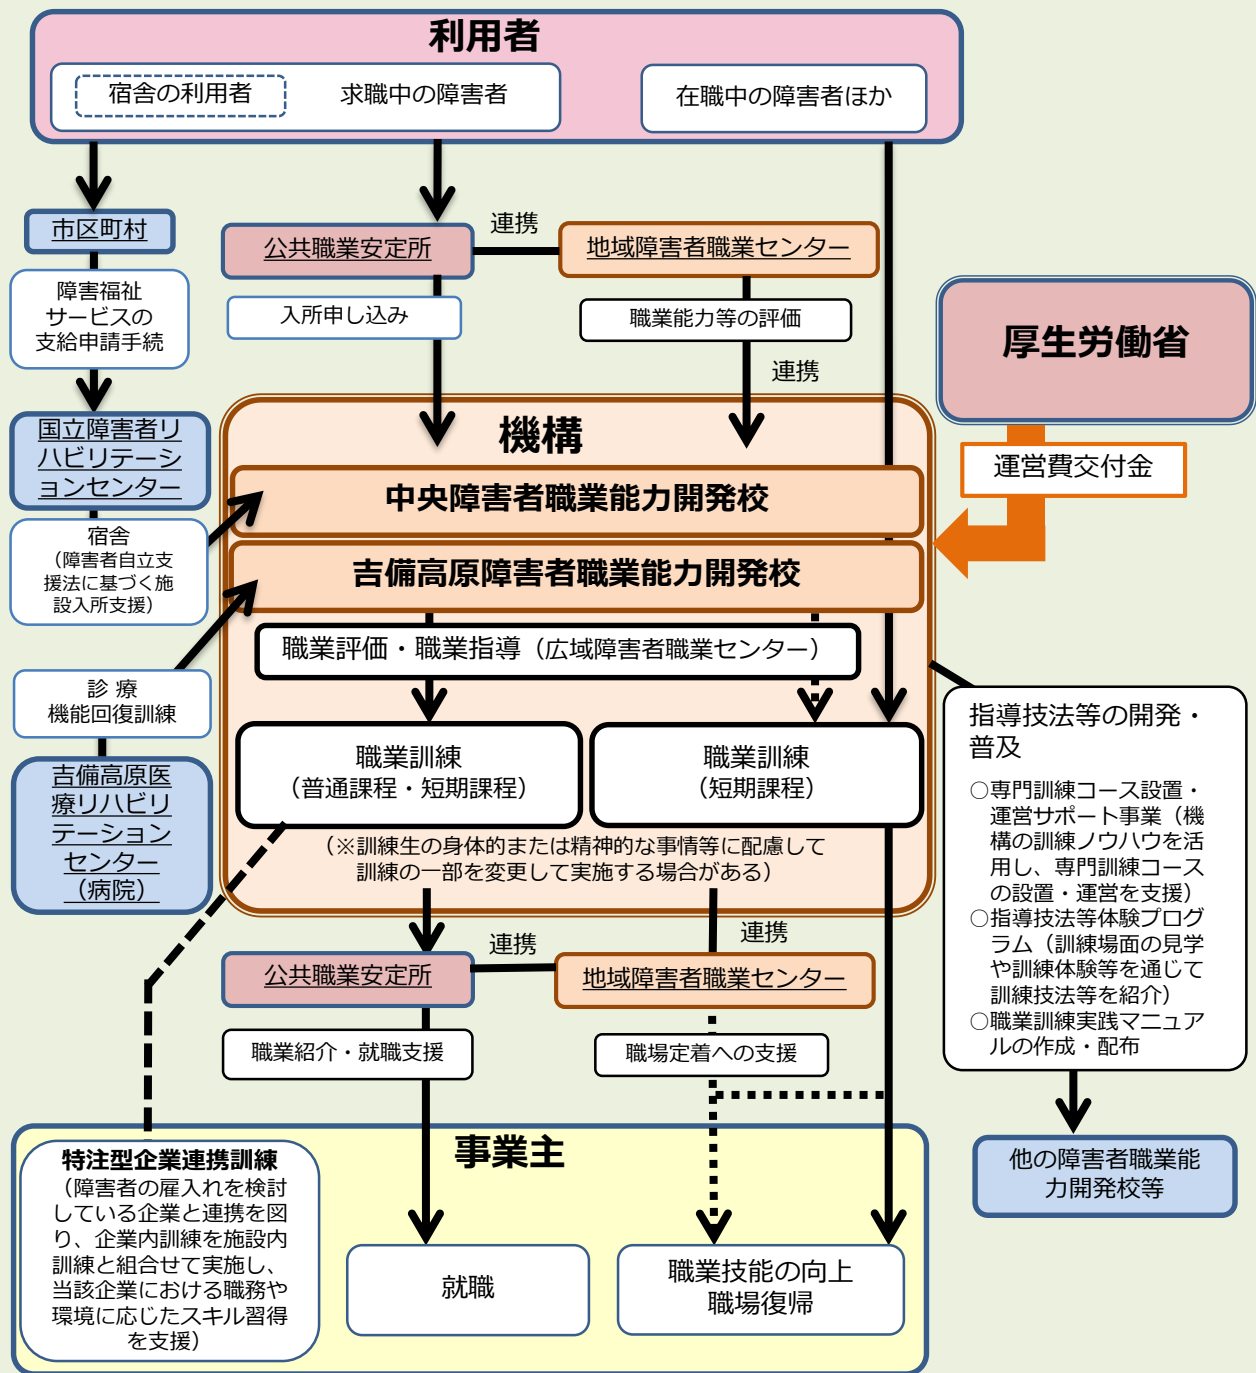 利用者
宿舎の利用者
求職中の障害者
在職中の障害者ほか
市区町村
公共職業安定所
連携
地域障害者職業センター
障害福祉
サービスの
支給申請手続
入所申し込み
職業能力等の評価
連携
厚生労働省
運営費交付金
国立障害者リ
ハビリテーシ
ョンセンター
機構
中央障害者職業能力開発校
宿舎
（障害者自立支
援法に基づく施
設入所支援）
吉備高原障害者職業能力開発校
職業評価・職業指導（広域障害者職業センター）
診 療
機能回復訓練
吉備高原医
療リハビリ
テーション
センター
（病院）
職業訓練
（普通課程・短期課程）
職業訓練
（短期課程）
（※訓練生の身体的または精神的な事情等に配慮して
訓練の一部を変更して実施する場合がある）
指導技法等の開発・
普及
○専門訓練コース設置・
運営サポート事業（機
構の訓練ノウハウを活
用し、専門訓練コース
の設置・運営を支援）
○指導技法等体験プログ
ラム（訓練場面の見学
や訓練体験等を通じて
訓練技法等を紹介）
○職業訓練実践マニュア
ルの作成・配布
公共職業安定所
連携
連携
地域障害者職業センター
職業紹介・就職支援
職場定着への支援
他の障害者職業能
力開発校等
事業主
特注型企業連携訓練
（障害者の雇入れを検討
している企業と連携を図
り、企業内訓練を施設内
訓練と組合せて実施し、
当該企業における職務や
環境に応じたスキル習得
を支援）
就職
職業技能の向上
職場復帰